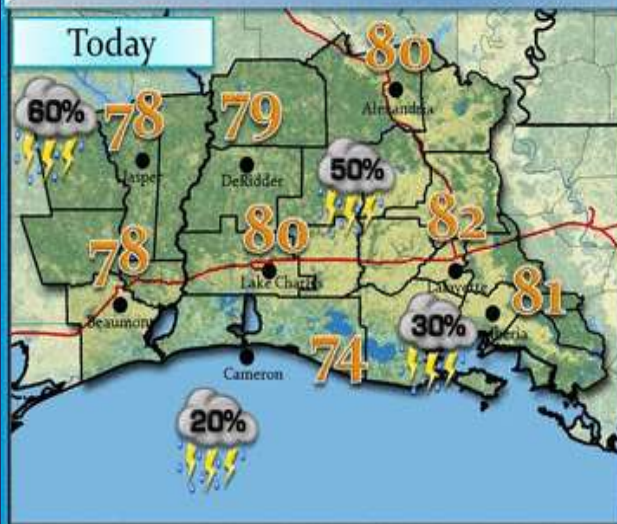 Today
80
Alexandria
60%
78
Jasper
79
DeRidder
50%
78
Beaumont
80
Lake Charles
82
Lafayette
81
Iberia
30%
74
Cameron
20%